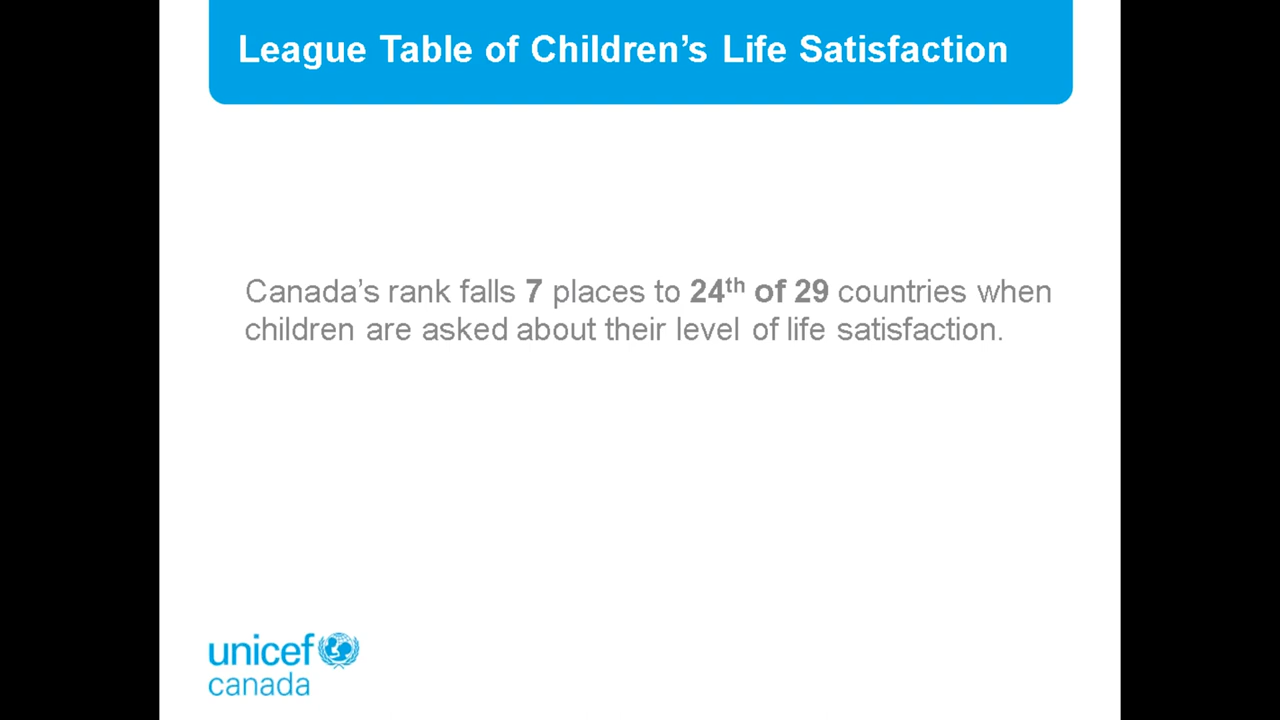 League Table of Children’s Life Satisfaction
Canada’s rank falls 7 places to 24th of 29 countries when
children are asked about their level of life satisfaction.
unicef
canada